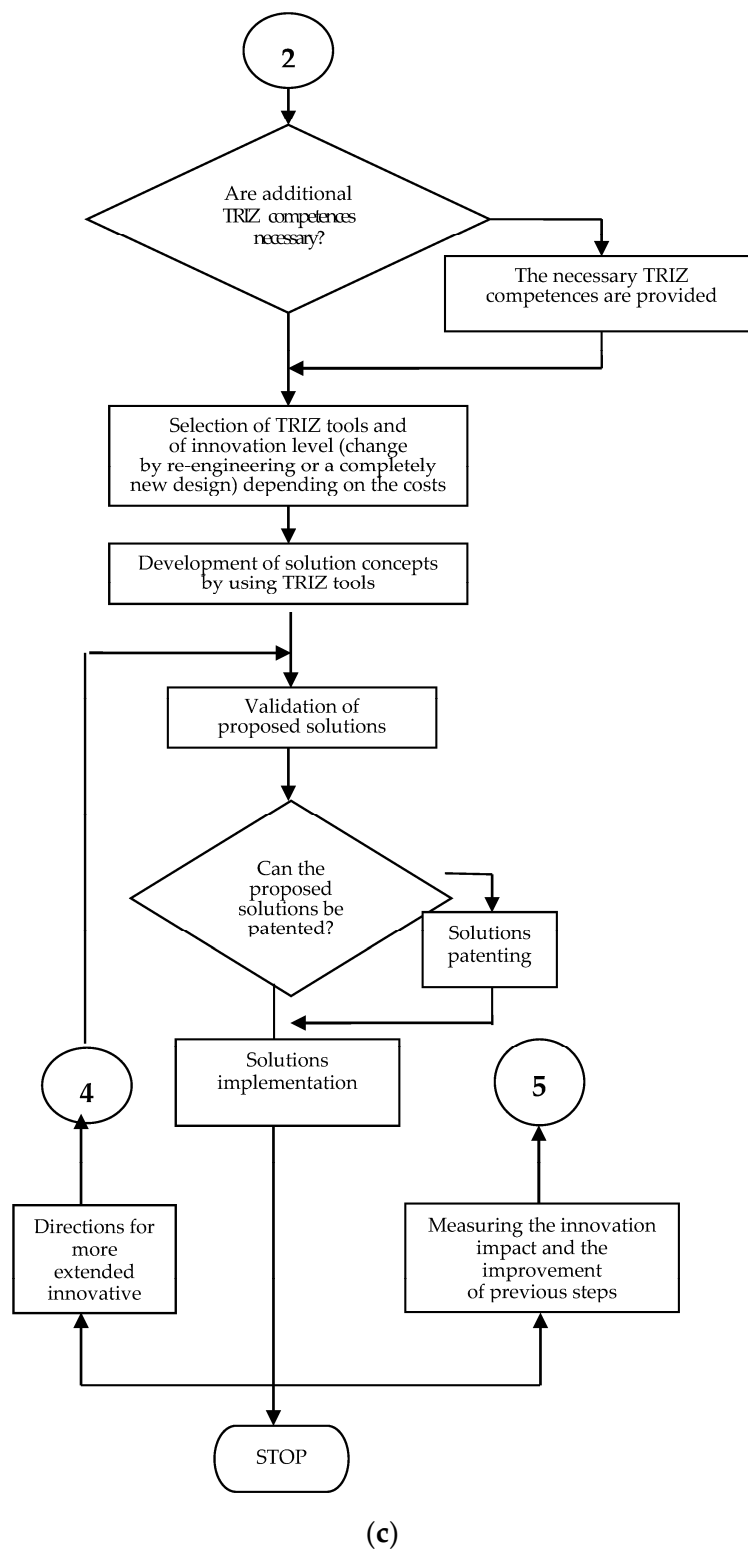 2
Are additional
TRIZ competences
necessary?
The necessary TRIZ
competences are provided
Selection of TRIZ tools and
of innovation level (change
by re-engineering or a completely
new design) depending on the costs
Development of solution concepts
by using TRIZ tools
Validation of
proposed solutions
Can the
proposed
solutions be
patented?
Solutions
patenting
Solutions
implementation
4
5
Directions for
more
extended
innovative
Measuring the innovation
impact and the
improvement
of previous steps
STOP
(c)